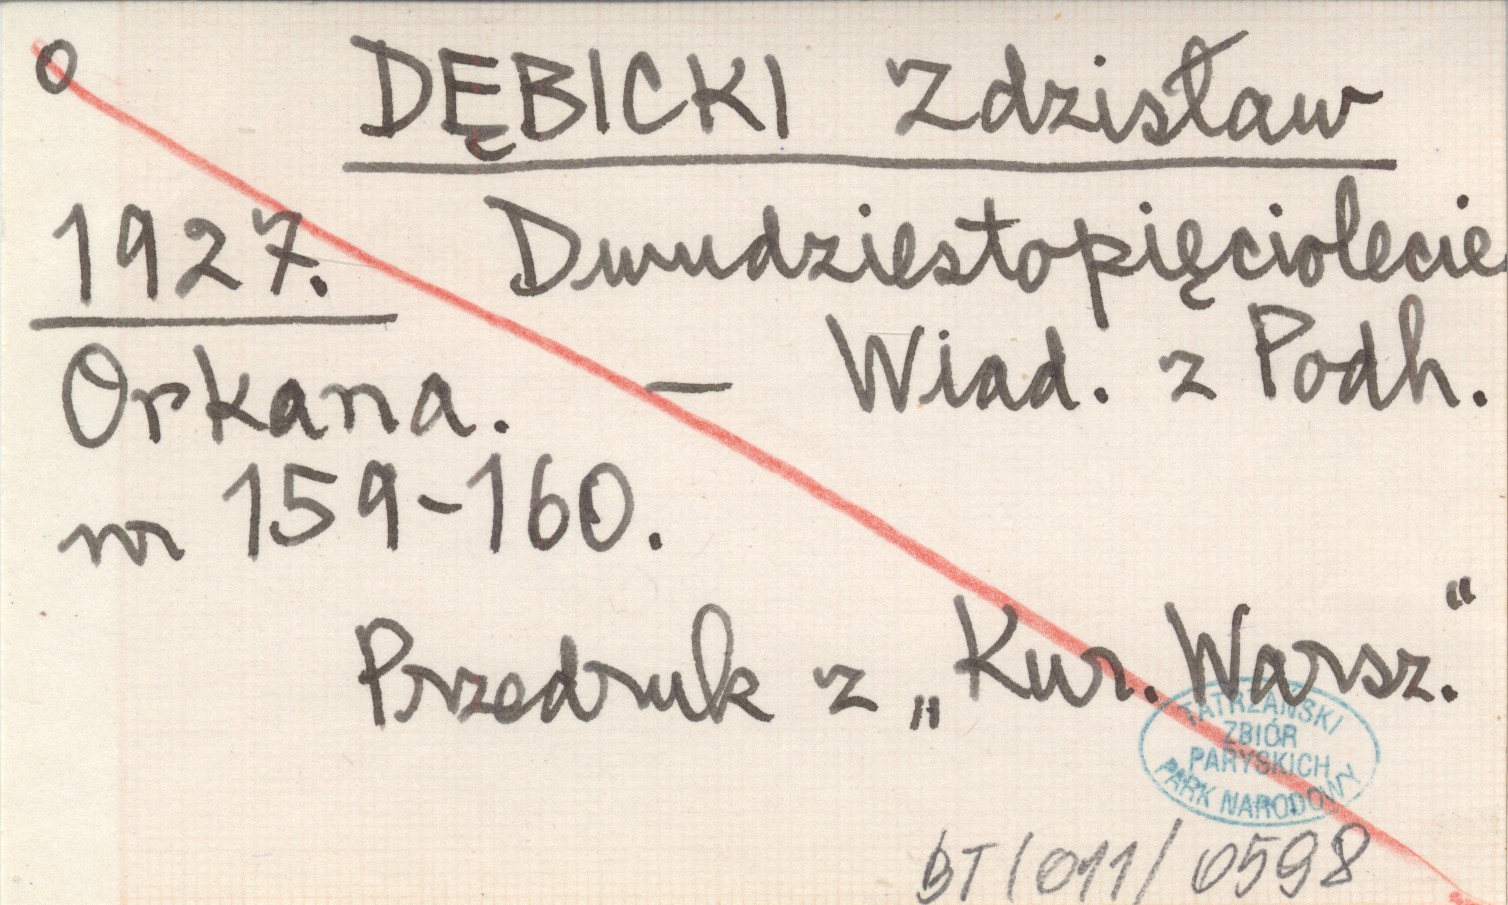 O DĘBICKI Zdzisław
1927. Dwudziestopięciolecie
Orkana. — Wiad. z Podh.
nr 159-160.
Przedruk z „Kur. Warsz.“
TATRZAŃSKI
ZBIÓR
PARYSKICH
PARK NARODOWY
BT/011/0598